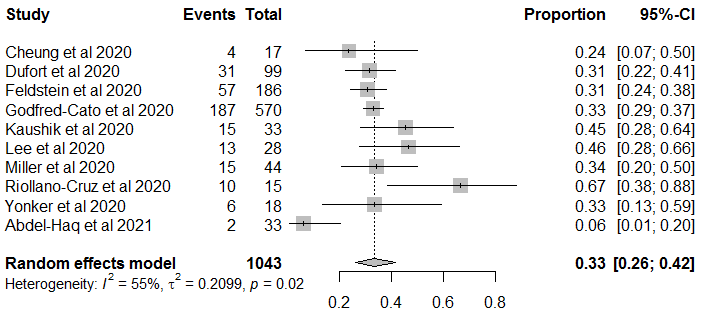 Study Events Total Proportion 95%-CI
Cheung et al 2020 4 17 0.24 [0.07; 0.50]
Dufort et al 2020 31 99 0.31 [0.22; 0.41]
Feldstein et al 2020 57 186 0.31 [0.24; 0.38]
Godfred-Cato et al 2020 187 570 0.33 [0.29; 0.37]
Kaushik et al 2020 15 33 0.45 [0.28; 0.64]
Lee et al 2020 13 28 0.46 [0.28; 0.66]
Miller et al 2020 15 44 0.34 [0.20; 0.50]
Riollano-Cruz et al 2020 10 15 0.67 [0.38; 0.88]
Yonker et al 2020 6 18 0.33 [0.13; 0.59]
Abdel-Haq et al 2021 2 33 0.06 [0.01; 0.20]
Random effects model 1043 0.33 [0.26; 0.42]
Heterogeneity: I² = 55%, τ² = 0.2099, p = 0.02
0.2 0.4 0.6 0.8